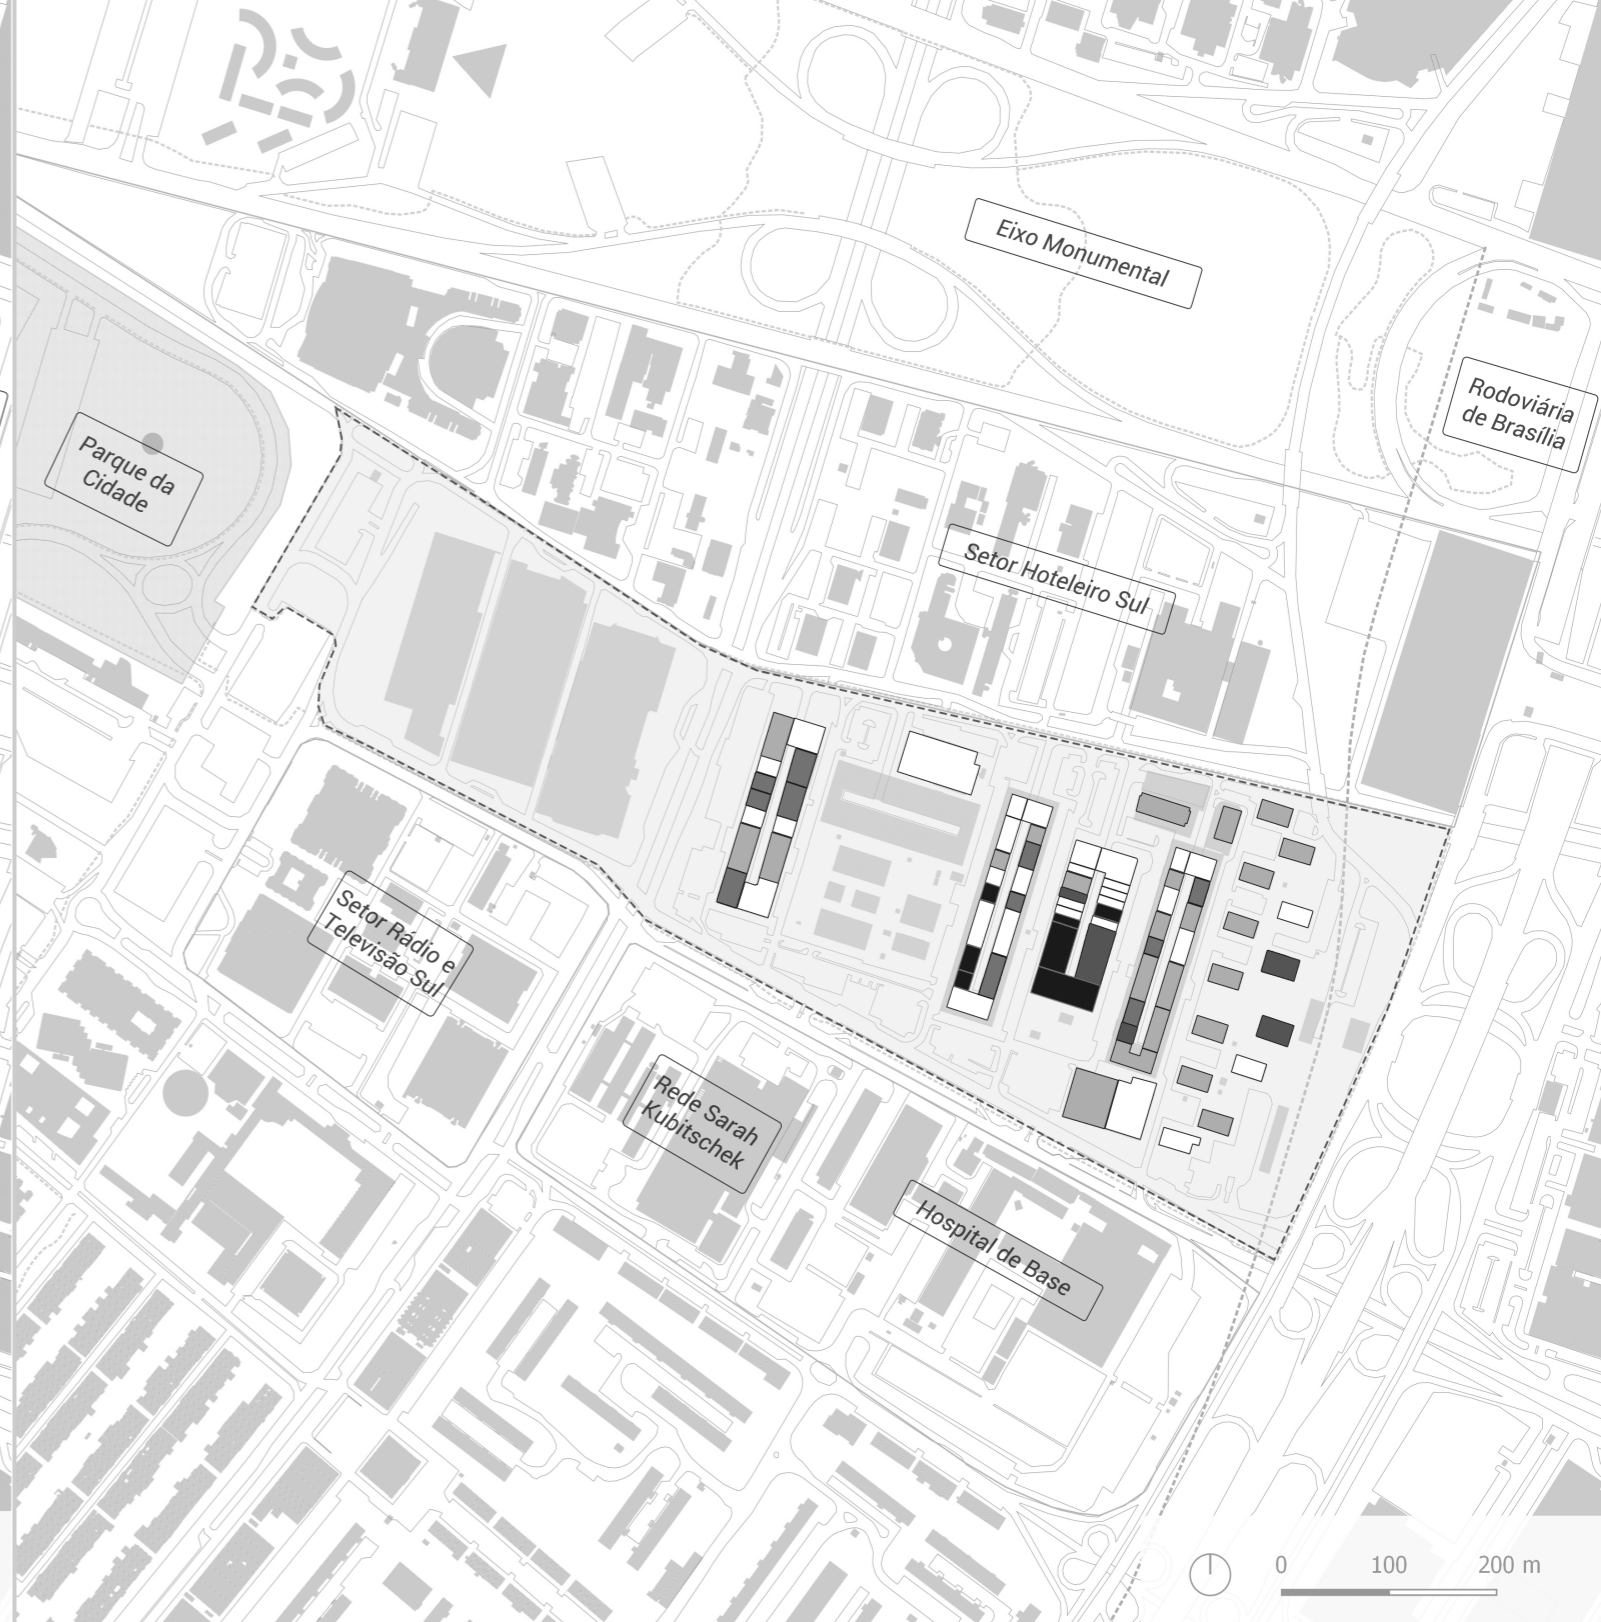 Eixo Monumental
Rodoviária
de Brasília
Parque da
Cidade
Setor Hoteleiro Sul
Setor Rádio e
Televisão Sul
Rede Sarah
Kubitschek
Hospital de Base
0 100 200 m